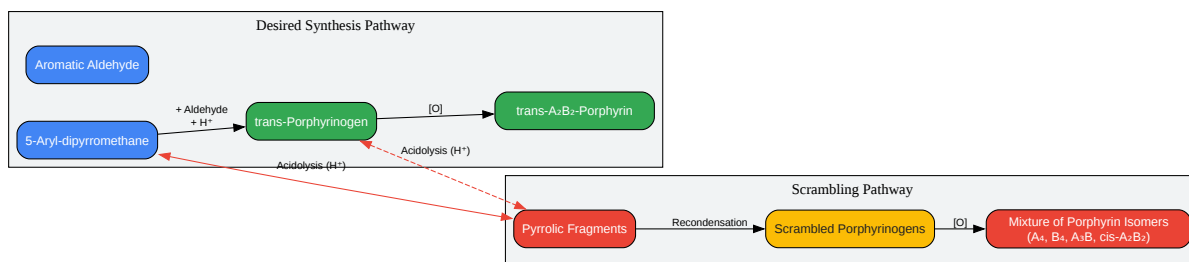 Desired Synthesis Pathway
Aromatic Aldehyde
+ Aldehyde
+ H⁺
5-Aryl-dipyrromethane
trans-Porphyrinogen
[O]
trans-A₂B₂-Porphyrin
Acidolysis (H⁺)
Acidolysis (H⁺)
Scrambling Pathway
Pyrrolic Fragments
Recondensation
Scrambled Porphyrinogens
[O]
Mixture of Porphyrin Isomers
(A₄, B₄, A₃B, cis-A₂B₂)